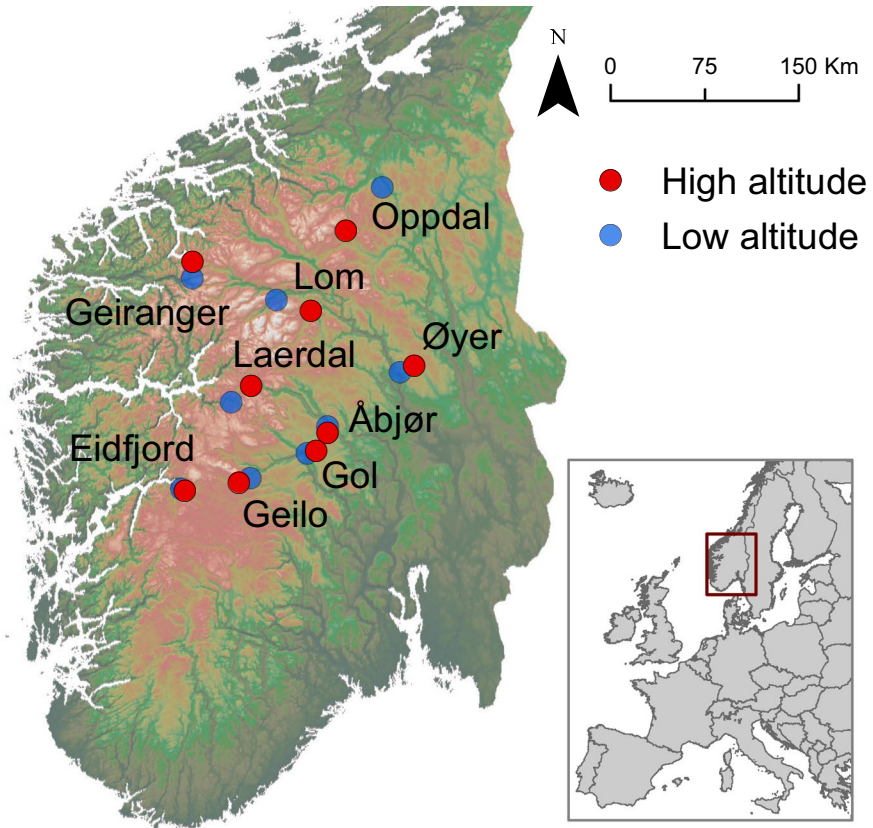 N
0 75 150 Km
High altitude
Low altitude
Oppdal
Lom
Geiranger
Øyer
Laerdal
Åbjør
Eidfjord
Gol
Geilo